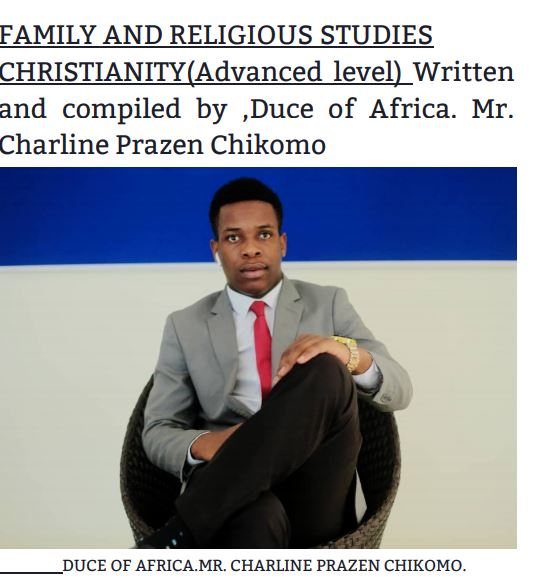 FAMILY AND RELIGIOUS STUDIES
CHRISTIANITY(Advanced level) Written
and compiled by ,Duce of Africa. Mr.
Charline Prazen Chikomo
DUCE OF AFRICA.MR. CHARLINE PRAZEN CHIKOMO.